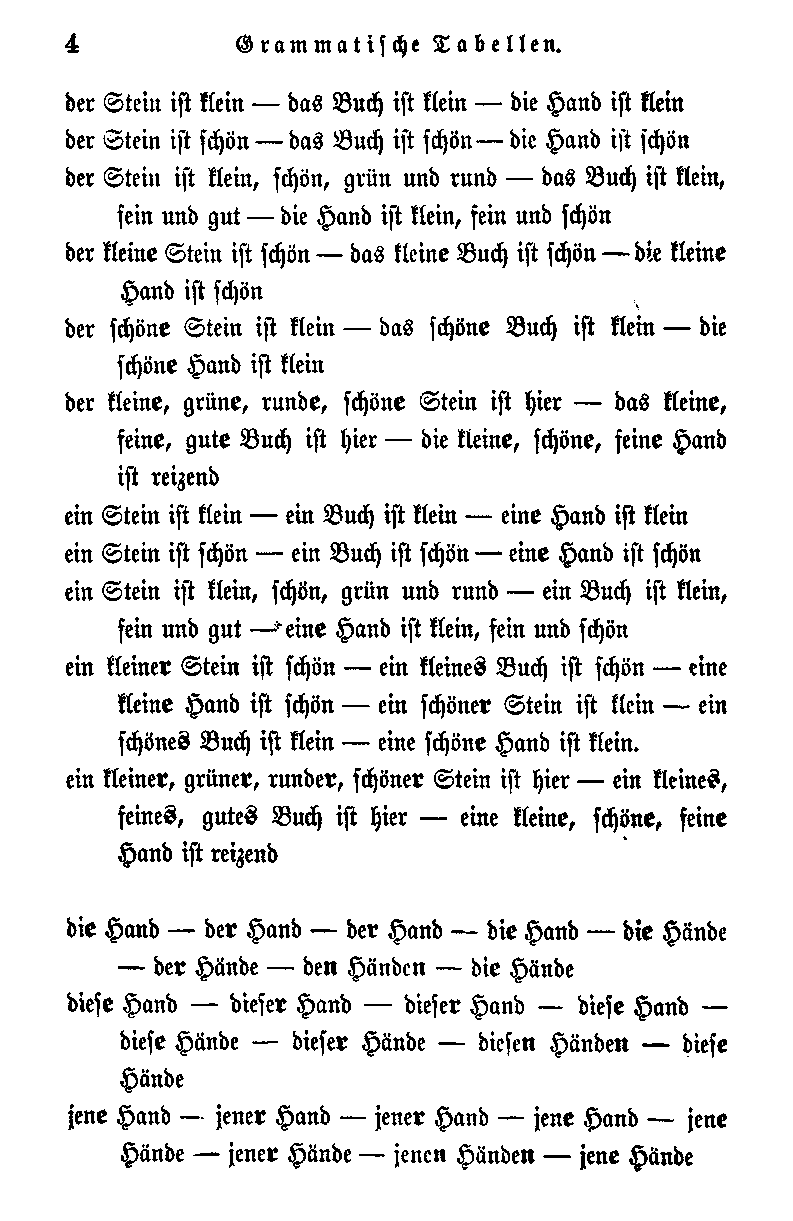 4 Grammatische Tabellen.
der Stein ist klein — das Buch ist klein — die Hand ist klein
der Stein ist schön — das Buch ist schön — die Hand ist schön
der Stein ist klein, schön, grün und rund — das Buch ist klein,
fein und gut — die Hand ist klein, fein und schön
der kleine Stein ist schön — das kleine Buch ist schön — die kleine
Hand ist schön
der schöne Stein ist klein — das schöne Buch ist klein — die
schöne Hand ist klein
der kleine, grüne, runde, schöne Stein ist hier — das kleine,
feine, gute Buch ist hier — die kleine, schöne, feine Hand
ist reizend
ein Stein ist klein — ein Buch ist klein — eine Hand ist klein
ein Stein ist schön — ein Buch ist schön — eine Hand ist schön
ein Stein ist klein, schön, grün und rund — ein Buch ist klein,
fein und gut — eine Hand ist klein, fein und schön
ein kleiner Stein ist schön — ein kleines Buch ist schön — eine
kleine Hand ist schön — ein schöner Stein ist klein — ein
schönes Buch ist klein — eine schöne Hand ist klein.
ein kleiner, grüner, runder, schöner Stein ist hier — ein kleines,
feines, gutes Buch ist hier — eine kleine, schöne, feine
Hand ist reizend
die Hand — der Hand — der Hand — die Hand — die Hände
— der Hände — den Händen — die Hände
diese Hand — dieser Hand — dieser Hand — diese Hand —
diese Hände — dieser Hände — diesen Händen — diese
Hände
jene Hand — jener Hand — jener Hand — jene Hand — jene
Hände — jener Hände — jenen Händen — jene Hände